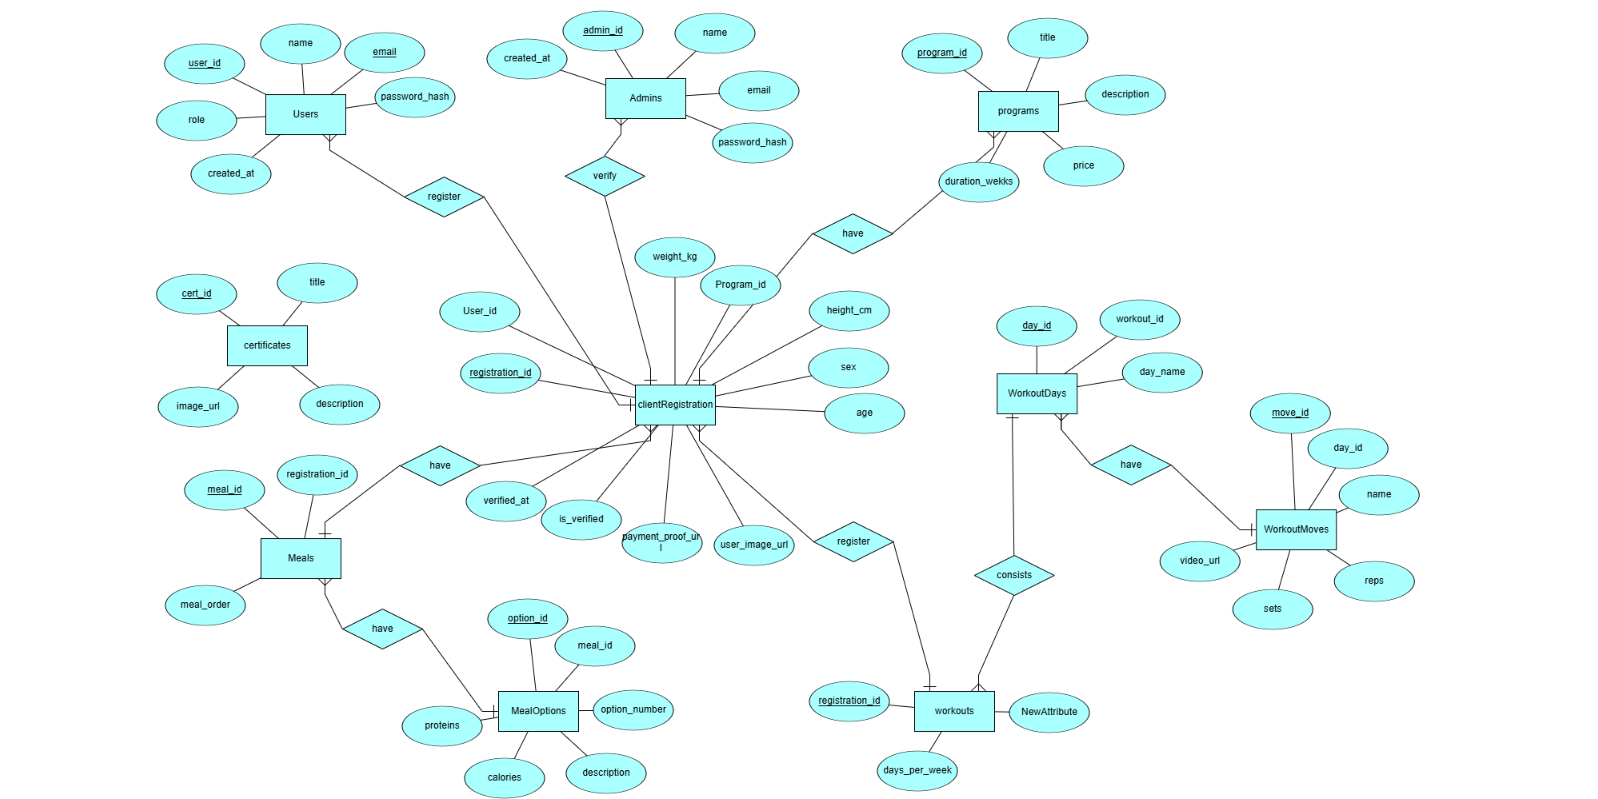 admin_id
name
title
name
email
program_id
created_at
user_id
email
description
password_hash
Admins
programs
Users
role
password_hash
price
created_at
verify
duration_wekks
register
have
weight_kg
title
Program_id
cert_id
User_id
height_cm
workout_id
day_id
certificates
sex
registration_id
day_name
WorkoutDays
image_url
description
clientRegistration
age
move_id
day_id
have
have
registration_id
meal_id
verified_at
name
is_verified
WorkoutMoves
payment_proof_ur
l
user_image_url
register
Meals
video_url
consists
reps
meal_order
sets
option_id
have
meal_id
registration_id
option_number
MealOptions
workouts
NewAttribute
proteins
calories
description
days_per_week